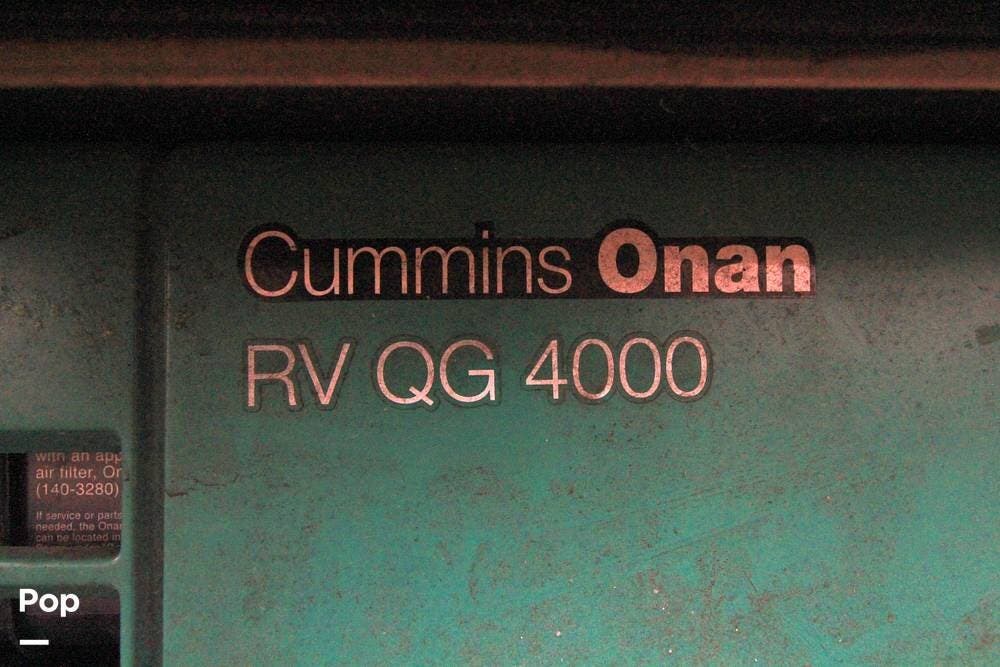 Cummins Onan
RV QG 4000
with an app
air filter, On
(140-3280)
If service or parts
needed, the Onan
can be located in
Pop